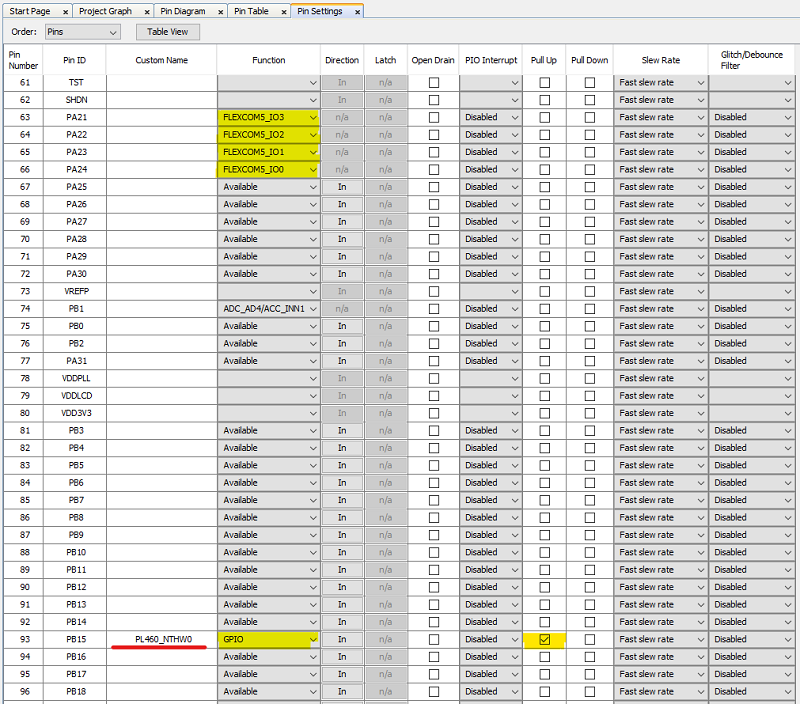 Start Page × Project Graph × Pin Diagram × Pin Table × Pin Settings ×
Order: Pins Table View
Pin Number Pin ID Custom Name Function Direction Latch Open Drain PIO Interrupt Pull Up Pull Down Slew Rate Glitch/Debounce Filter
61 TST In n/a Fast slew rate
62 SHDN In n/a Fast slew rate
63 PA21 FLEXCOM5_IO3 n/a n/a Disabled Fast slew rate Disabled
64 PA22 FLEXCOM5_IO2 n/a n/a Disabled Fast slew rate Disabled
65 PA23 FLEXCOM5_IO1 n/a n/a Disabled Fast slew rate Disabled
66 PA24 FLEXCOM5_IO0 n/a n/a Disabled Fast slew rate Disabled
67 PA25 Available In n/a Disabled Fast slew rate Disabled
68 PA26 Available In n/a Disabled Fast slew rate Disabled
69 PA27 Available In n/a Disabled Fast slew rate Disabled
70 PA28 Available In n/a Disabled Fast slew rate Disabled
71 PA29 Available In n/a Disabled Fast slew rate Disabled
72 PA30 Available In n/a Disabled Fast slew rate Disabled
73 VREFP In n/a Fast slew rate
74 PB1 ADC_AD4/ACC_INN1 n/a n/a Disabled Fast slew rate Disabled
75 PB0 Available In n/a Disabled Fast slew rate Disabled
76 PB2 Available In n/a Disabled Fast slew rate Disabled
77 PA31 Available In n/a Disabled Fast slew rate Disabled
78 VDDPLL In n/a Fast slew rate
79 VDDLCD In n/a Fast slew rate
80 VDD3V3 In n/a Fast slew rate
81 PB3 Available In n/a Disabled Fast slew rate Disabled
82 PB4 Available In n/a Disabled Fast slew rate Disabled
83 PB5 Available In n/a Disabled Fast slew rate Disabled
84 PB6 Available In n/a Disabled Fast slew rate Disabled
85 PB7 Available In n/a Disabled Fast slew rate Disabled
86 PB8 Available In n/a Disabled Fast slew rate Disabled
87 PB9 Available In n/a Disabled Fast slew rate Disabled
88 PB10 Available In n/a Disabled Fast slew rate Disabled
89 PB11 Available In n/a Disabled Fast slew rate Disabled
90 PB12 Available In n/a Disabled Fast slew rate Disabled
91 PB13 Available In n/a Disabled Fast slew rate Disabled
92 PB14 Available In n/a Disabled Fast slew rate Disabled
93 PB15 PL460_NTHW0 GPIO In n/a Disabled Fast slew rate Disabled
94 PB16 Available In n/a Disabled Fast slew rate Disabled
95 PB17 Available In n/a Disabled Fast slew rate Disabled
96 PB18 Available In n/a Disabled Fast slew rate Disabled